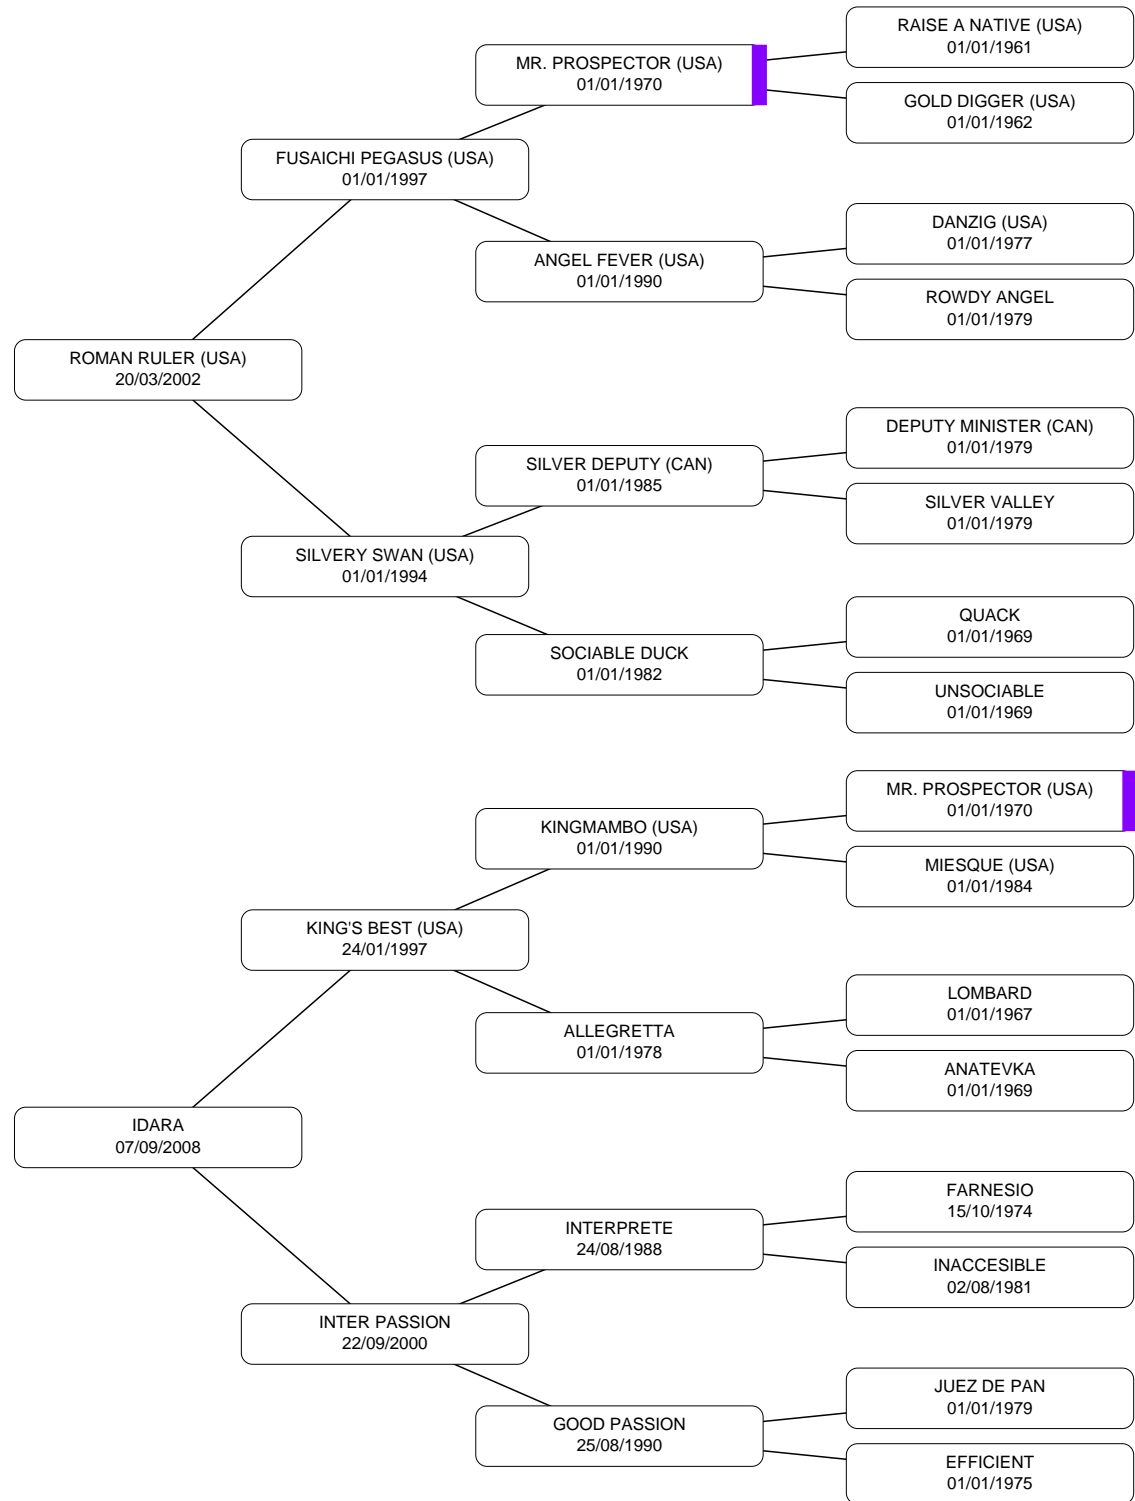 RAISE A NATIVE (USA)
01/01/1961
MR. PROSPECTOR (USA)
01/01/1970
GOLD DIGGER (USA)
01/01/1962
FUSAICHI PEGASUS (USA)
01/01/1997
DANZIG (USA)
01/01/1977
ANGEL FEVER (USA)
01/01/1990
ROWDY ANGEL
01/01/1979
ROMAN RULER (USA)
20/03/2002
DEPUTY MINISTER (CAN)
01/01/1979
SILVER DEPUTY (CAN)
01/01/1985
SILVER VALLEY
01/01/1979
SILVERY SWAN (USA)
01/01/1994
QUACK
01/01/1969
SOCIABLE DUCK
01/01/1982
UNSOCIABLE
01/01/1969
MR. PROSPECTOR (USA)
01/01/1970
KINGMAMBO (USA)
01/01/1990
MIESQUE (USA)
01/01/1984
KING'S BEST (USA)
24/01/1997
LOMBARD
01/01/1967
ALLEGRETTA
01/01/1978
ANATEVKA
01/01/1969
IDARA
07/09/2008
FARNESIO
15/10/1974
INTERPRETE
24/08/1988
INACCESIBLE
02/08/1981
INTER PASSION
22/09/2000
JUEZ DE PAN
01/01/1979
GOOD PASSION
25/08/1990
EFFICIENT
01/01/1975